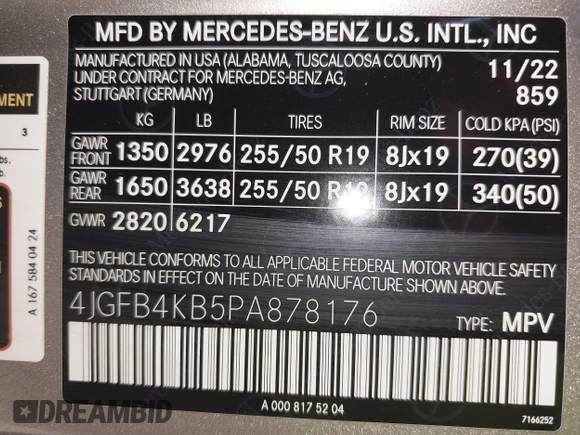 MFD BY MERCEDES-BENZ U.S. INTL., INC
MANUFACTURED IN USA (ALABAMA, TUSCALOOSA COUNTY)
UNDER CONTRACT FOR MERCEDES-BENZ AG,
STUTTGART (GERMANY)
11/22
859
KG LB TIRES RIM SIZE COLD KPA(PSI)
GAWR FRONT 1350 2976 255/50 R19 8Jx19 270(39)
GAWR REAR 1650 3638 255/50 R19 8Jx19 340(50)
GVWR 2820 6217
THIS VEHICLE CONFORMS TO ALL APPLICABLE FEDERAL MOTOR VEHICLE SAFETY
STANDARDS IN EFFECT ON THE DATE OF MANUFACTURE SHOWN ABOVE.
4JGFB4KB5PA878176
TYPE: MPV
A 000 817 52 04
7166252
MENT
3
lbs.
A 167 584 04 24
DREAMBID